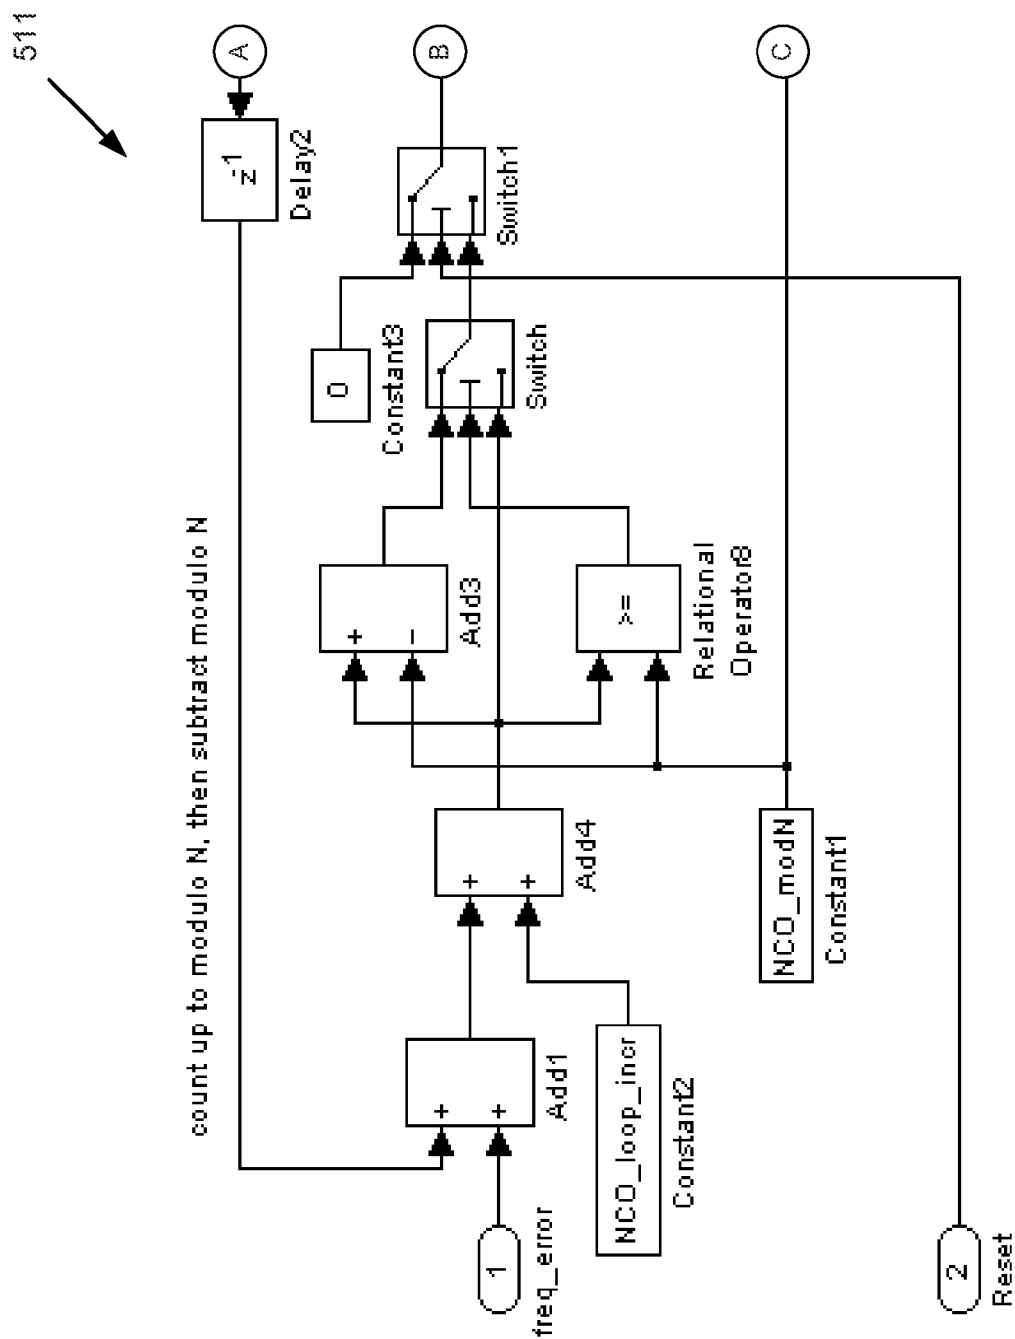 511
count up to modulo N, then subtract modulo N
A
z-1
Delay2
B
C
0
Constant3
Switch1
Switch
+
-
Add3
>=
Relational
Operator8
+
+
Add4
+
+
Add1
1
freq_error
NCO_loop_incr
Constant2
NCO_modN
Constant1
2
Reset